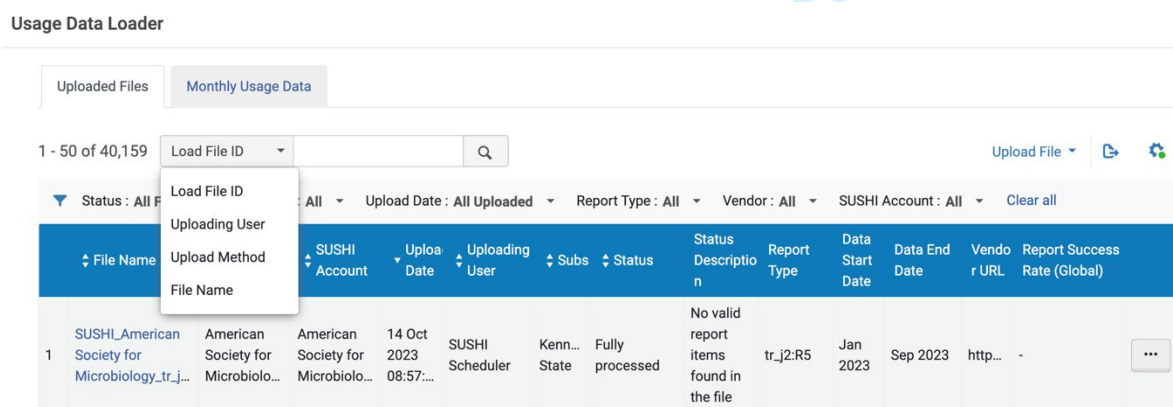 Usage Data Loader
Uploaded Files Monthly Usage Data
1 - 50 of 40,159 Load File ID Upload File
Load File ID
Uploading User
Upload Method
File Name
Status : All F : All Upload Date : All Uploaded Report Type : All Vendor : All SUSHI Account : All Clear all
File Name SUSHI Account Uploa Date Uploading User Subs Status Status Descriptio n Report Type Data Start Date Data End Date Vendo r URL Report Success Rate (Global)
1 SUSHI_American Society for Microbiology_tr_j... American Society for Microbiolo... American Society for Microbiolo... 14 Oct 2023 08:57:... SUSHI Scheduler Kenn... State Fully processed No valid report items found in the file tr_j2:R5 Jan 2023 Sep 2023 http... - ...